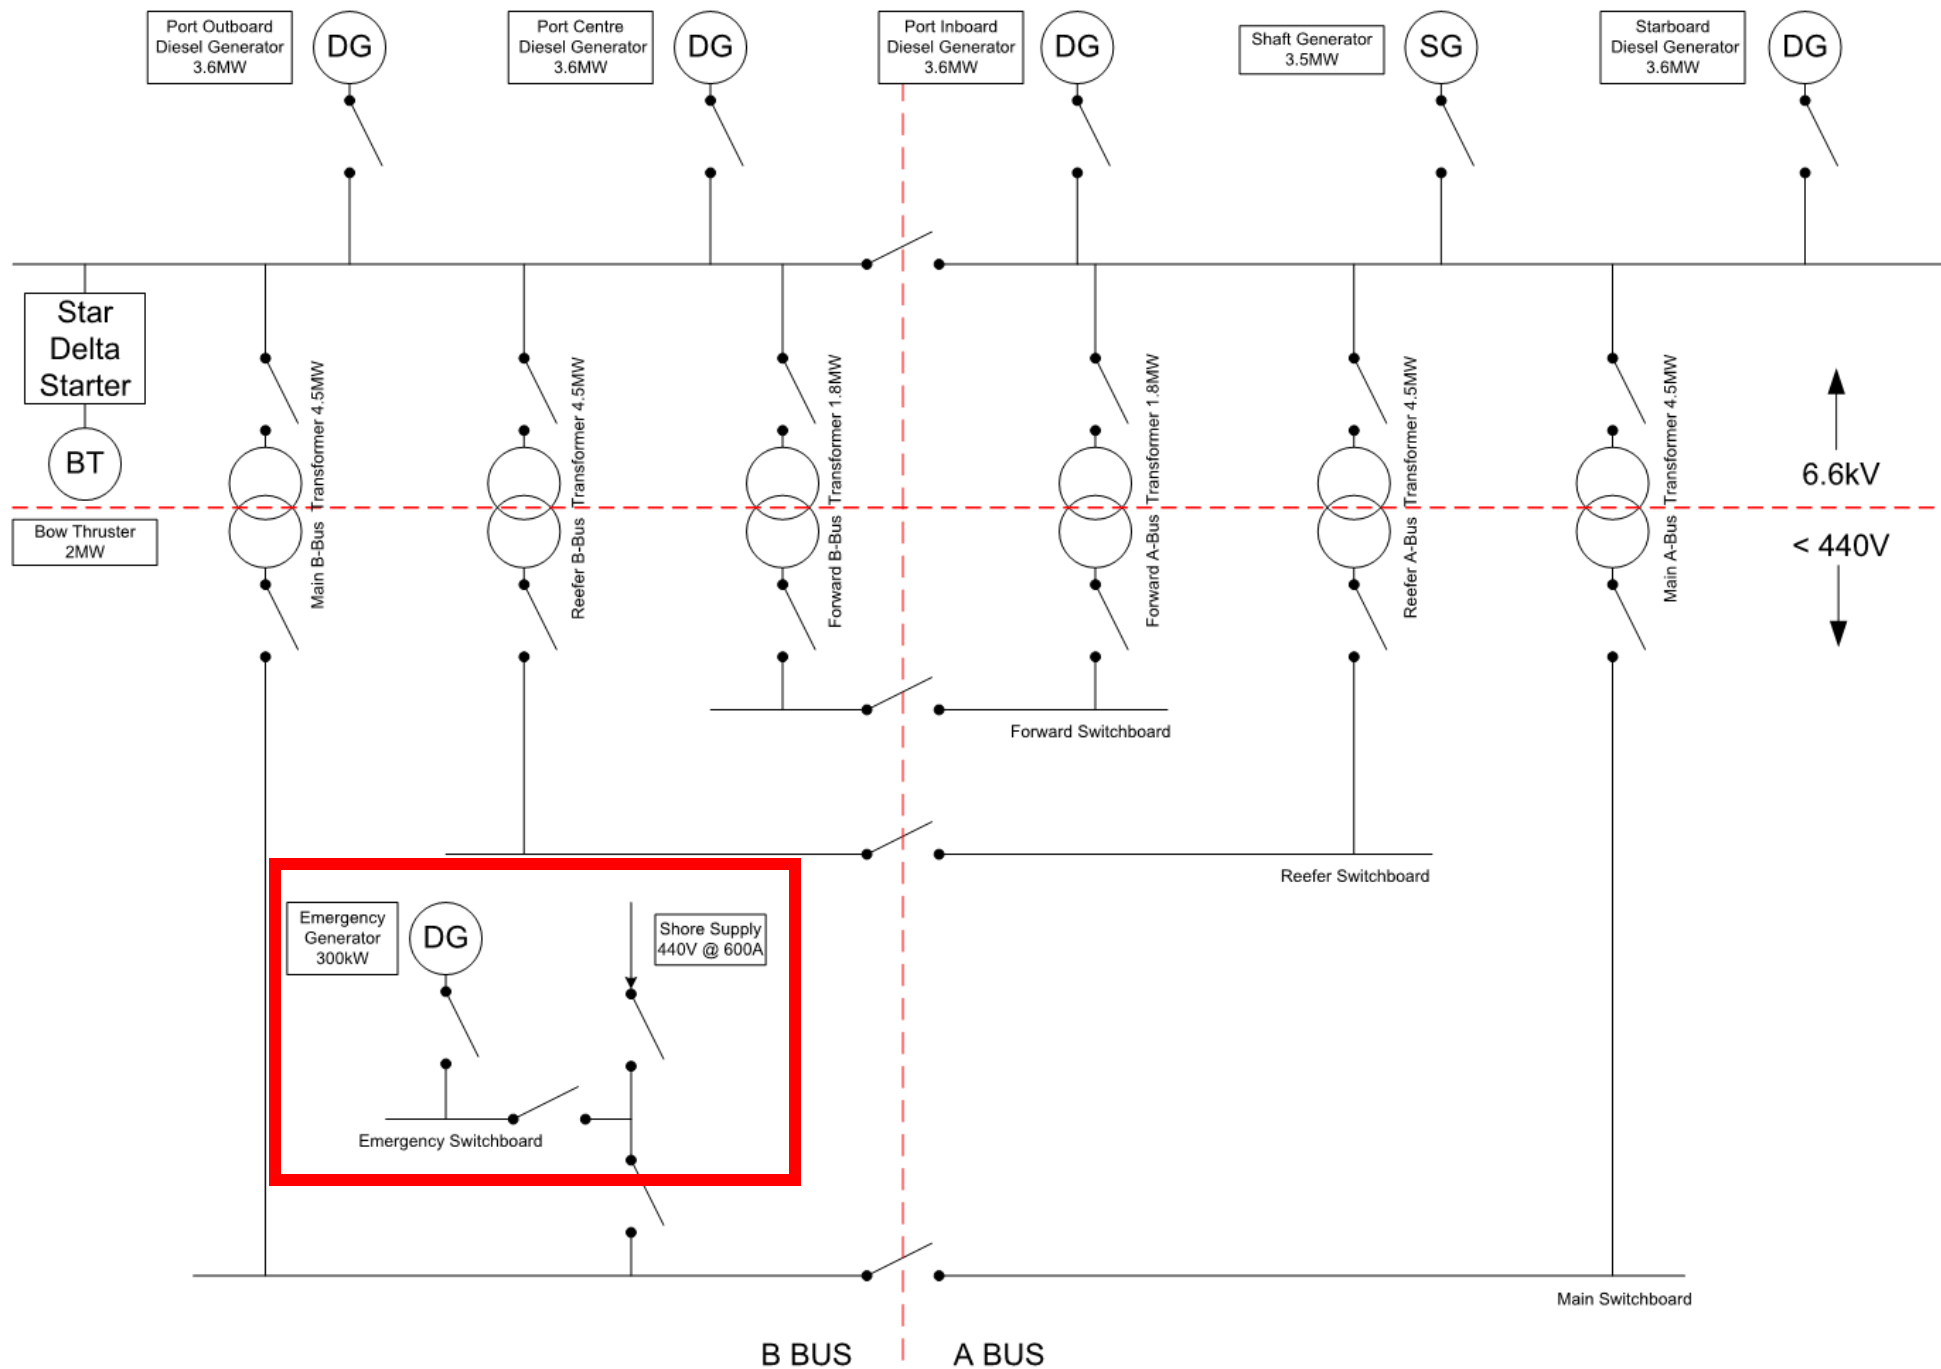 Port Outboard
Diesel Generator
3.6MW
DG
Port Centre
Diesel Generator
3.6MW
DG
Port Inboard
Diesel Generator
3.6MW
DG
Shaft Generator
3.5MW
SG
Starboard
Diesel Generator
3.6MW
DG
Star
Delta
Starter
BT
Bow Thruster
2MW
Main B-Bus Transformer 4.5MW
Reefer B-Bus Transformer 4.5MW
Forward B-Bus Transformer 1.8MW
Forward A-Bus Transformer 1.8MW
Reefer A-Bus Transformer 4.5MW
Main A-Bus Transformer 4.5MW
6.6kV
< 440V
Forward Switchboard
Reefer Switchboard
Emergency
Generator
300kW
DG
Shore Supply
440V @ 600A
Emergency Switchboard
Main Switchboard
B BUS
A BUS